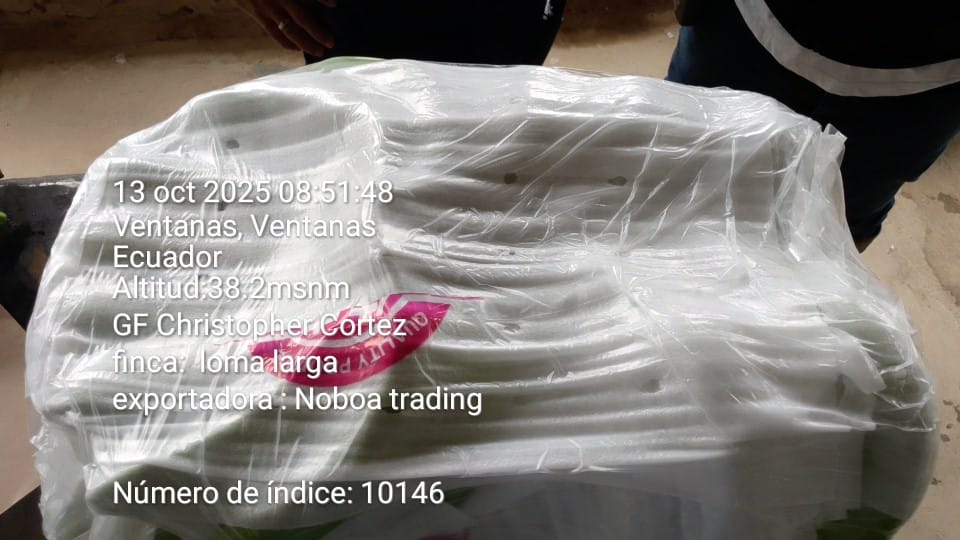 13 oct 2025 08:51:48
Ventanas, Ventanas
Ecuador
Altitud:38.2msnm
GF Christopher Cortez
finca: loma larga
exportadora : Noboa trading
Número de índice: 10146
QUALITY